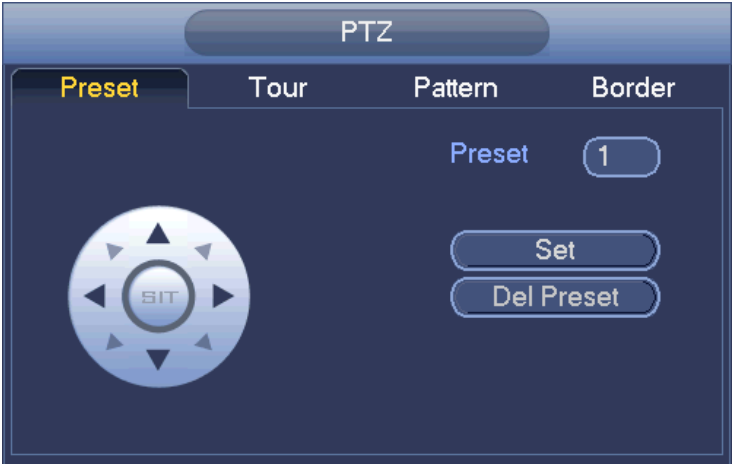 PTZ
Preset Tour Pattern Border
Preset 1
SIT
Set
Del Preset